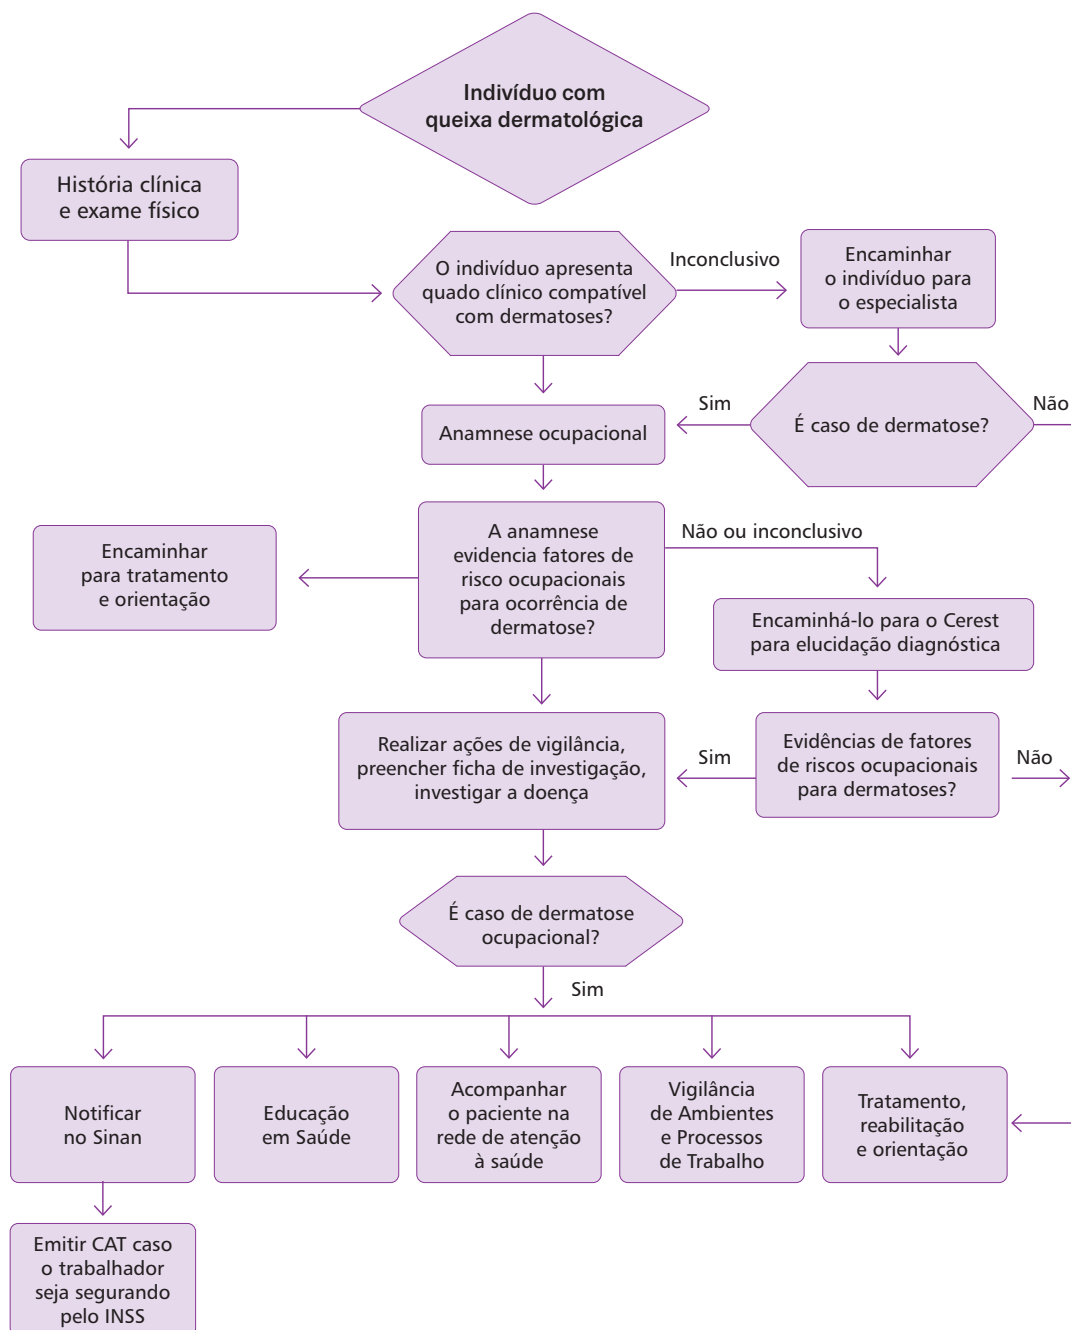 Indivíduo com
queixa dermatológica
História clínica
e exame físico
O indivíduo apresenta
quado clínico compatível
com dermatoses?
Inconclusivo
Encaminhar
o indivíduo para
o especialista
Anamnese ocupacional
Sim
É caso de dermatose?
Não
Encaminhar
para tratamento
e orientação
A anamnese
evidencia fatores de
risco ocupacionais
para ocorrência de
dermatose?
Não ou inconclusivo
Encaminhá-lo para o Cerest
para elucidação diagnóstica
Realizar ações de vigilância,
preencher ficha de investigação,
investigar a doença
Sim
Evidências de fatores
de riscos ocupacionais
para dermatoses?
Não
É caso de dermatose
ocupacional?
Sim
Notificar
no Sinan
Educação
em Saúde
Acompanhar
o paciente na
rede de atenção
à saúde
Vigilância
de Ambientes
e Processos
de Trabalho
Tratamento,
reabilitação
e orientação
Emitir CAT caso
o trabalhador
seja segurando
pelo INSS